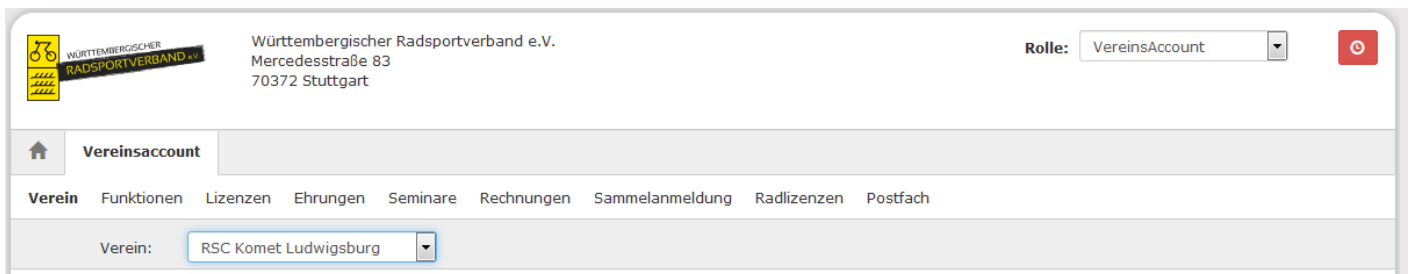 WÜRTTEMBERGISCHER
RADSPORTVERBAND e.V.
Württembergischer Radsportverband e.V.
Mercedesstraße 83
70372 Stuttgart
Rolle: VereinsAccount
Vereinsaccount
Verein Funktionen Lizenzen Ehrungen Seminare Rechnungen Sammelanmeldung Radlizenzen Postfach
Verein: RSC Komet Ludwigsburg